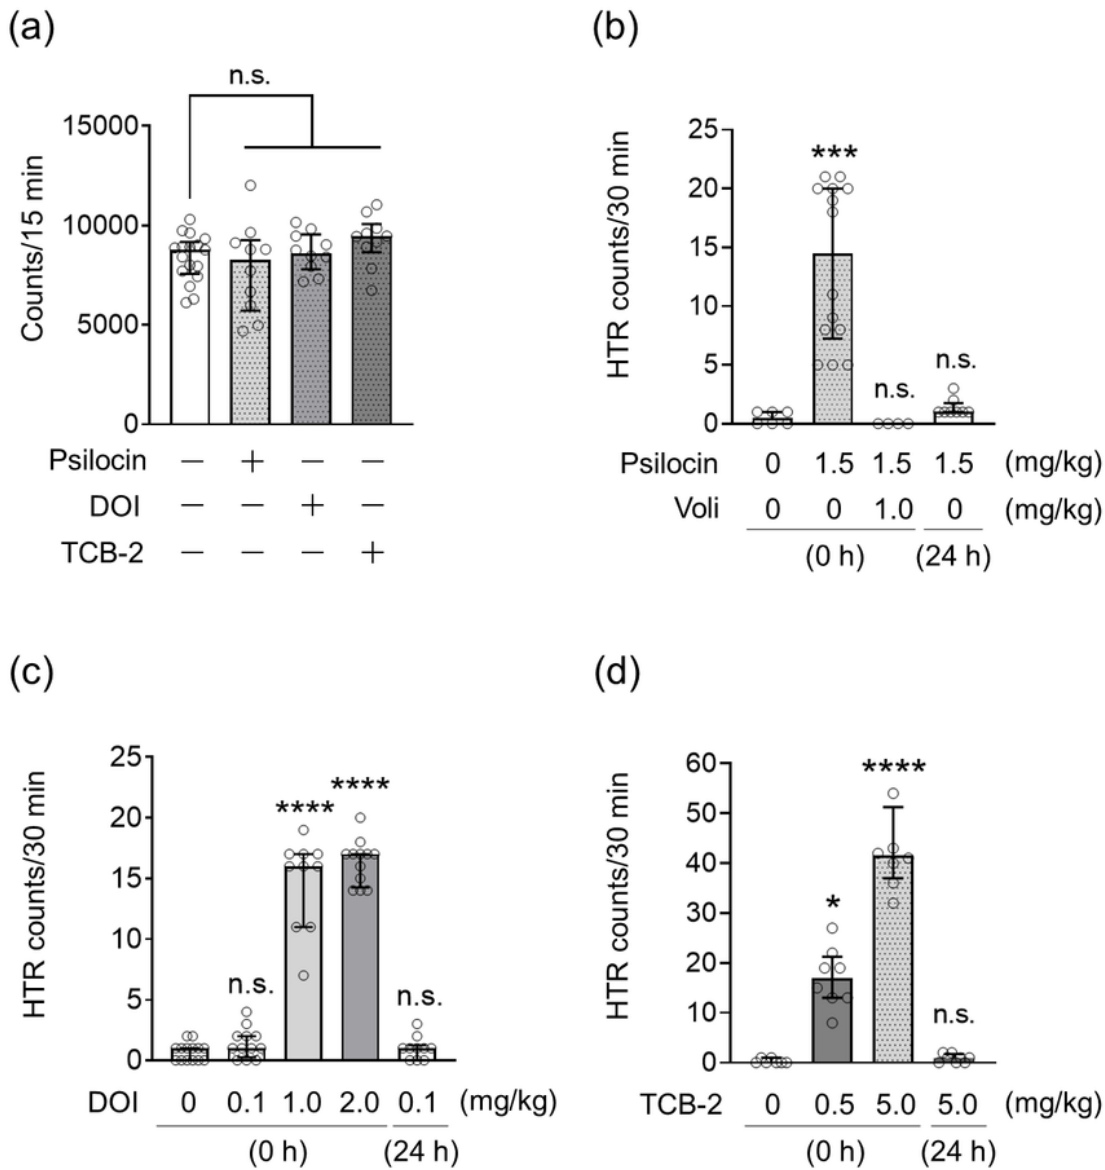 (a)
n.s.
15000
10000
5000
0
Counts/15 min
Psilocin – + – –
DOI – – + –
TCB-2 – – – +
(b)
25
20
15
10
5
0
HTR counts/30 min
***
n.s.
n.s.
Psilocin 0 1.5 1.5 1.5 (mg/kg)
Voli 0 0 1.0 0 (mg/kg)
(0 h) (24 h)
(c)
25
20
15
10
5
0
HTR counts/30 min
n.s.
****
****
n.s.
DOI 0 0.1 1.0 2.0 0.1 (mg/kg)
(0 h) (24 h)
(d)
60
50
40
30
20
10
0
HTR counts/30 min
*
****
n.s.
TCB-2 0 0.5 5.0 5.0 (mg/kg)
(0 h) (24 h)